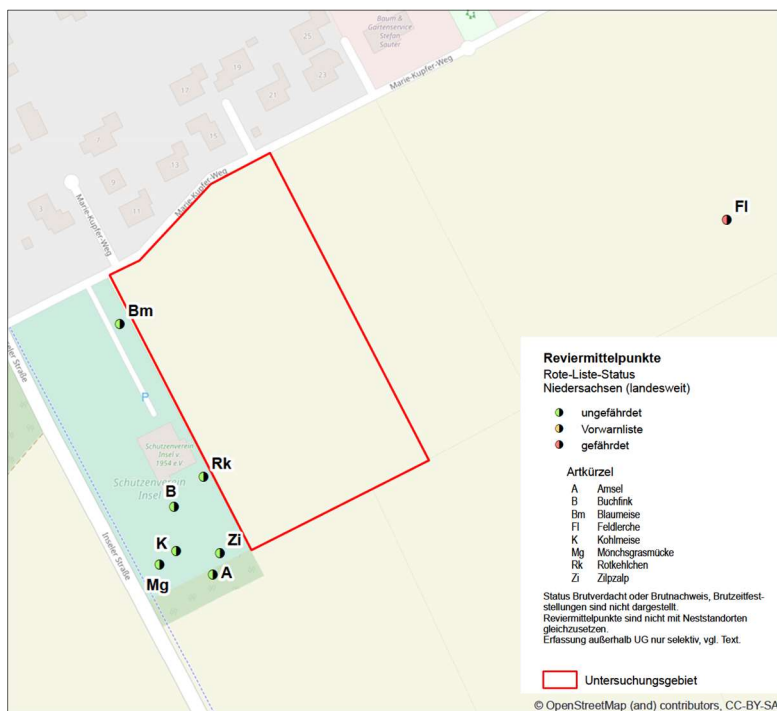 Baum &
Gartenservice
Stefan
Sauter
Marie-Kupfer-Weg
25
23
19
21
17
15
13
7
9
11
Marie-Kupfer-Weg
Marie-Kupfer-Weg
Fl
Bm
P
Inseler Straße
Schützenverein
Insel v.
1954 e.V.
Rk
Schützenverein
Insel
B
K
Zi
Mg
A
Inseler Straße
Reviermittelpunkte
Rote-Liste-Status
Niedersachsen (landesweit)
ungefährdet
Vorwarnliste
gefährdet
Artkürzel
A Amsel
B Buchfink
Bm Blaumeise
Fl Feldlerche
K Kohlmeise
Mg Mönchsgrasmücke
Rk Rotkehlchen
Zi Zilpzalp
Status Brutverdacht oder Brutnachweis, Brutzeitfest-
stellungen sind nicht dargestellt.
Reviermittelpunkte sind nicht mit Neststandorten
gleichzusetzen.
Erfassung außerhalb UG nur selektiv, vgl. Text.
Untersuchungsgebiet
© OpenStreetMap (and) contributors, CC-BY-SA